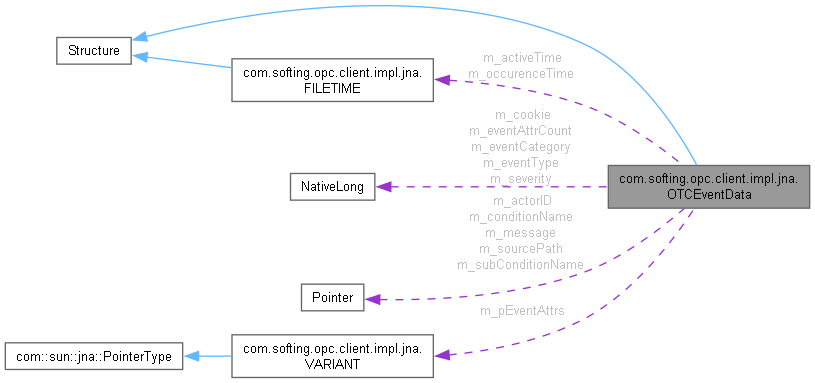 Structure
com.softing.opc.client.impl.jna.
FILETIME
m_activeTime
m_occurenceTime
m_cookie
m_eventAttrCount
m_eventCategory
m_eventType
m_severity
NativeLong
com.softing.opc.client.impl.jna.
OTCEventData
m_actorID
m_conditionName
m_message
m_sourcePath
m_subConditionName
Pointer
m_pEventAttrs
com::sun::jna::PointerType
com.softing.opc.client.impl.jna.
VARIANT